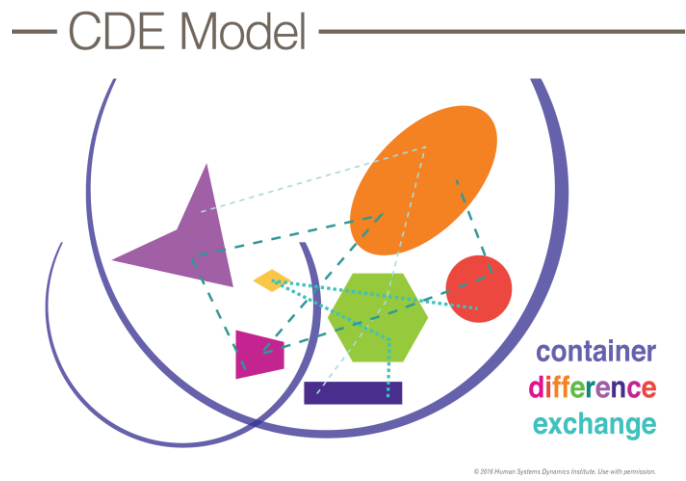 CDE Model
container
difference
exchange
© 2016 Human Systems Dynamics Institute. Use with permission.